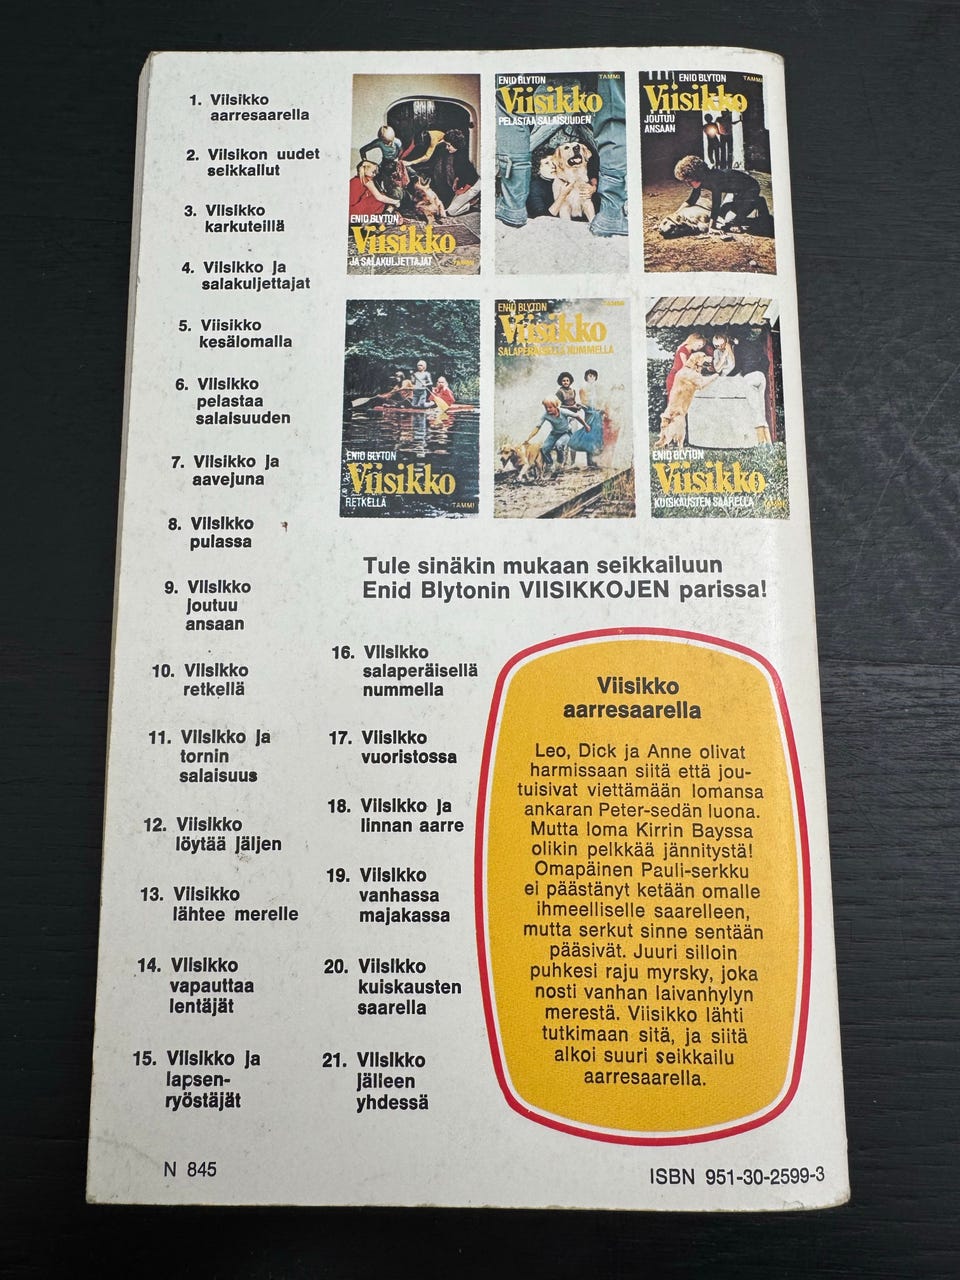 1. Viisikko
aarresaarella
2. Viisikon uudet
seikkailut
3. Viisikko
karkuteillä
4. Viisikko ja
salakuljettajat
5. Viisikko
kesälomalla
6. Viisikko
pelastaa
salaisuuden
7. Viisikko ja
aavejuna
8. Viisikko
pulassa
9. Viisikko
joutuu
ansaan
10. Viisikko
retkellä
11. Viisikko ja
tornin
salaisuus
12. Viisikko
löytää jäljen
13. Viisikko
lähtee merelle
14. Viisikko
vapauttaa
lentäjät
15. Viisikko ja
lapsen-
ryöstäjät
ENID BLYTON
Viisikko
JA SALAKULJETTAJAT
TAMMI
ENID BLYTON
TAMMI
Viisikko
PELASTAA SALAISUUDEN
ENID BLYTON
TAMMI
Viisikko
JOUTUU
ANSAAN
ENID BLYTON
Viisikko
RETKELLÄ
TAMMI
ENID BLYTON
TAMMI
Viisikko
SALAPERÄISELLÄ NUMMELLA
ENID BLYTON
Viisikko
KUISKAUSTEN SAARELLA
TAMMI
Tule sinäkin mukaan seikkailuun
Enid Blytonin VIISIKKOJEN parissa!
16. Viisikko
salaperäisellä
nummella
17. Viisikko
vuoristossa
18. Viisikko ja
linnan aarre
19. Viisikko
vanhassa
majakassa
20. Viisikko
kuiskausten
saarella
21. Viisikko
jälleen
yhdessä
Viisikko
aarresaarella
Leo, Dick ja Anne olivat
harmissaan siitä että jou-
tuisivat viettämään lomansa
ankaran Peter-sedän luona.
Mutta loma Kirrin Bayssa
olikin pelkkää jännitystä!
Omapäinen Pauli-serkku
ei päästänyt ketään omalle
ihmeelliselle saarelleen,
mutta serkut sinne sentään
pääsivät. Juuri silloin
puhkesi raju myrsky, joka
nosti vanhan laivanhylyn
merestä. Viisikko lähti
tutkimaan sitä, ja siitä
alkoi suuri seikkailu
aarresaarella.
N 845
ISBN 951-30-2599-3